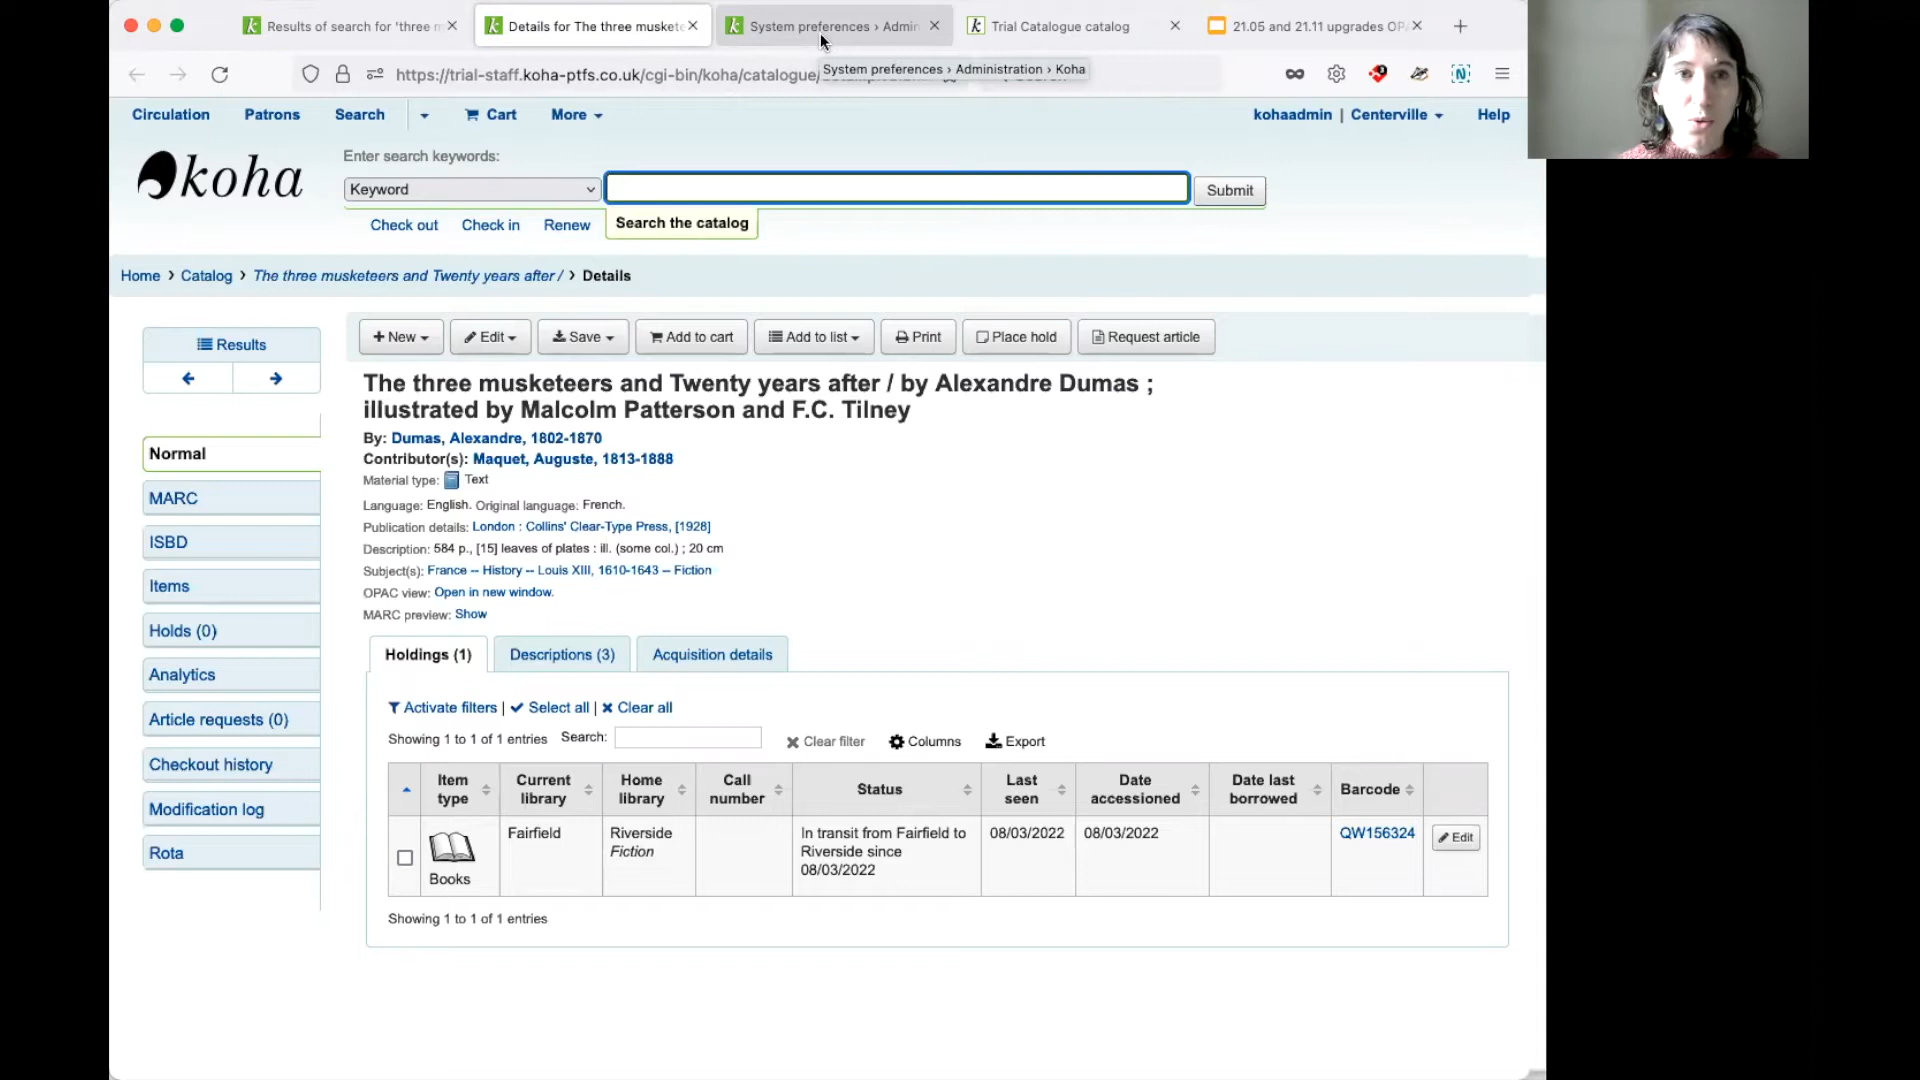 Results of search for 'three m
Details for The three muskete
System preferences › Admin
Trial Catalogue catalog
21.05 and 21.11 upgrades OP
https://trial-staff.koha-ptfs.co.uk/cgi-bin/koha/catalogue/
System preferences › Administration › Koha
Circulation
Patrons
Search
Cart
More
kohaadmin | Centerville
Help
koha
Enter search keywords:
Keyword
Submit
Check out
Check in
Renew
Search the catalog
Home › Catalog › The three musketeers and Twenty years after / › Details
Results
Normal
MARC
ISBD
Items
Holds (0)
Analytics
Article requests (0)
Checkout history
Modification log
Rota
+ New
Edit
Save
Add to cart
Add to list
Print
Place hold
Request article
The three musketeers and Twenty years after / by Alexandre Dumas ;
illustrated by Malcolm Patterson and F.C. Tilney
By: Dumas, Alexandre, 1802-1870
Contributor(s): Maquet, Auguste, 1813-1888
Material type: Text
Language: English. Original language: French.
Publication details: London : Collins' Clear-Type Press, [1928]
Description: 584 p., [15] leaves of plates : ill. (some col.) ; 20 cm
Subject(s): France -- History -- Louis XIII, 1610-1643 -- Fiction
OPAC view: Open in new window.
MARC preview: Show
Holdings (1)
Descriptions (3)
Acquisition details
Activate filters | Select all | Clear all
Showing 1 to 1 of 1 entries
Search:
Clear filter
Columns
Export
Item type
Current library
Home library
Call number
Status
Last seen
Date accessioned
Date last borrowed
Barcode
Books
Fairfield
Riverside
Fiction
In transit from Fairfield to
Riverside since
08/03/2022
08/03/2022
08/03/2022
QW156324
Edit
Showing 1 to 1 of 1 entries